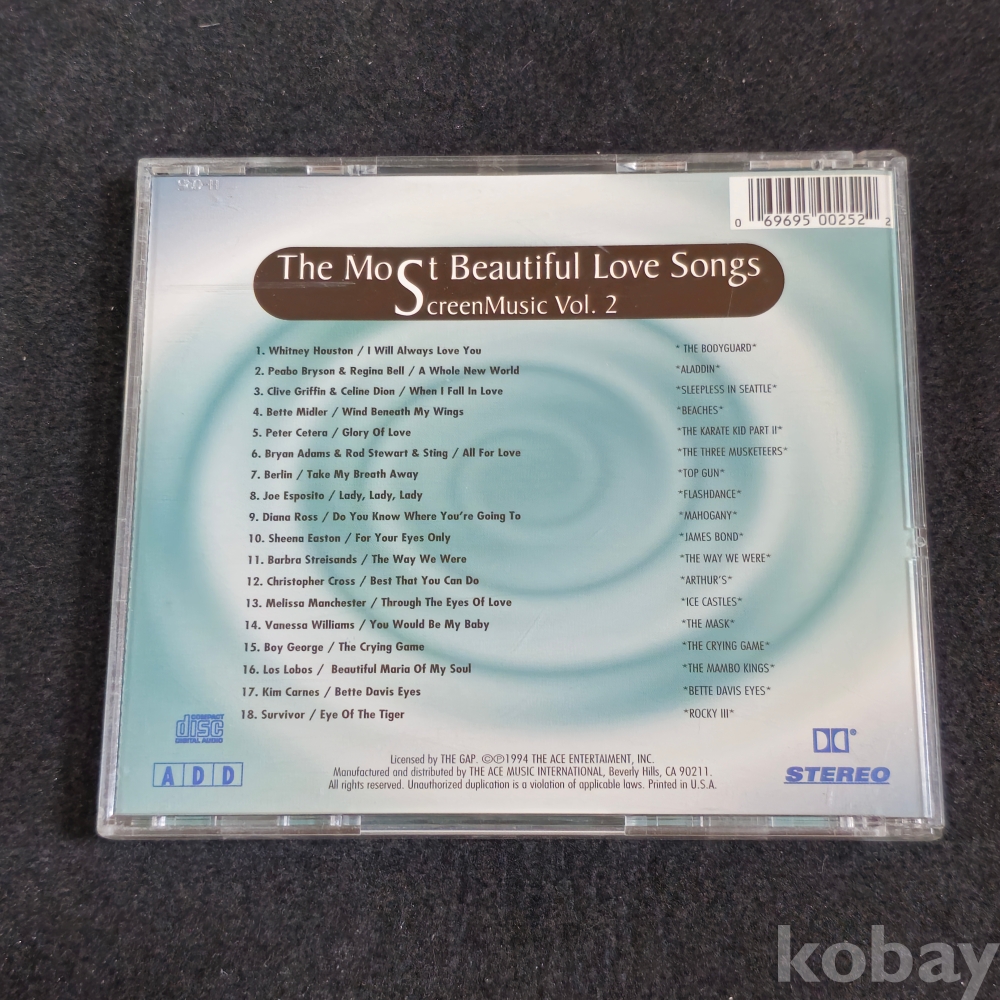 0 69695 00252 2
The Most Beautiful Love Songs
ScreenMusic Vol. 2
1. Whitney Houston / I Will Always Love You * THE BODYGUARD*
2. Peabo Bryson & Regina Bell / A Whole New World *ALADDIN*
3. Clive Griffin & Celine Dion / When I Fall In Love *SLEEPLESS IN SEATTLE*
4. Bette Midler / Wind Beneath My Wings *BEACHES*
5. Peter Cetera / Glory Of Love *THE KARATE KID PART II*
6. Bryan Adams & Rod Stewart & Sting / All For Love *THE THREE MUSKETEERS*
7. Berlin / Take My Breath Away *TOP GUN*
8. Joe Esposito / Lady, Lady, Lady *FLASHDANCE*
9. Diana Ross / Do You Know Where You're Going To *MAHOGANY*
10. Sheena Easton / For Your Eyes Only *JAMES BOND*
11. Barbra Streisands / The Way We Were *THE WAY WE WERE*
12. Christopher Cross / Best That You Can Do *ARTHUR'S*
13. Melissa Manchester / Through The Eyes Of Love *ICE CASTLES*
14. Vanessa Williams / You Would Be My Baby *THE MASK*
15. Boy George / The Crying Game *THE CRYING GAME*
16. Los Lobos / Beautiful Maria Of My Soul *THE MAMBO KINGS*
17. Kim Carnes / Bette Davis Eyes *BETTE DAVIS EYES*
18. Survivor / Eye Of The Tiger *ROCKY III*
COMPACT
disc
DIGITAL AUDIO
A D D
Licensed by THE GAP. ©℗1994 THE ACE ENTERTAIMENT, INC.
Manufactured and distributed by THE ACE MUSIC INTERNATIONAL, Beverly Hills, CA 90211.
All rights reserved. Unauthorized duplication is a violation of applicable laws. Printed in U.S.A.
STEREO
kobay